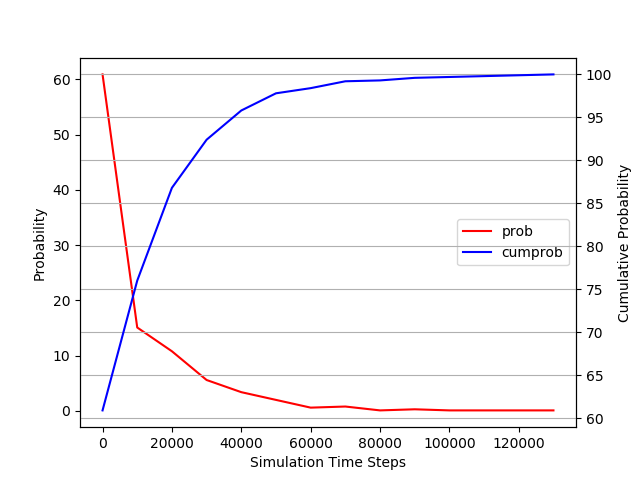 60
50
40
30
20
10
0
Probability
100
95
90
85
80
75
70
65
60
Cumulative Probability
prob
cumprob
0 20000 40000 60000 80000 100000 120000
Simulation Time Steps